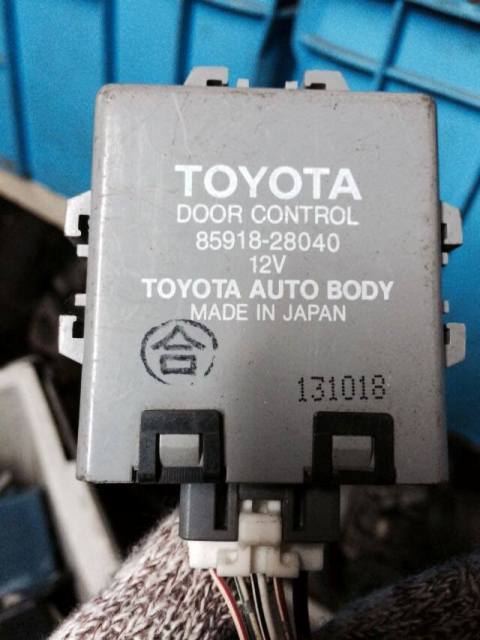 TOYOTA
DOOR CONTROL
85918-28040
12V
TOYOTA AUTO BODY
MADE IN JAPAN
合
131018